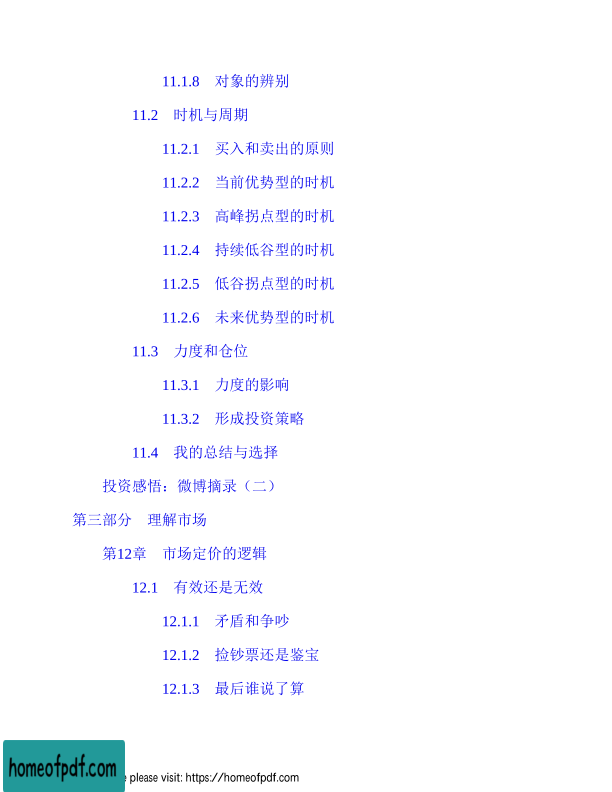 11.1.8 对象的辨别
11.2 时机与周期
11.2.1 买入和卖出的原则
11.2.2 当前优势型的时机
11.2.3 高峰拐点型的时机
11.2.4 持续低谷型的时机
11.2.5 低谷拐点型的时机
11.2.6 未来优势型的时机
11.3 力度和仓位
11.3.1 力度的影响
11.3.2 形成投资策略
11.4 我的总结与选择
投资感悟：微博摘录（二）
第三部分 理解市场
第12章 市场定价的逻辑
12.1 有效还是无效
12.1.1 矛盾和争吵
12.1.2 捡钞票还是鉴宝
12.1.3 最后谁说了算
homeofpdf.com
please visit: https://homeofpdf.com